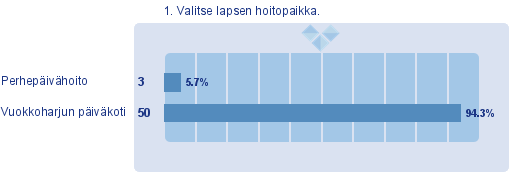 1. Valitse lapsen hoitopaikka.
Perhepäivähoito 3 5.7%
Vuokkoharjun päiväkoti 50 94.3%